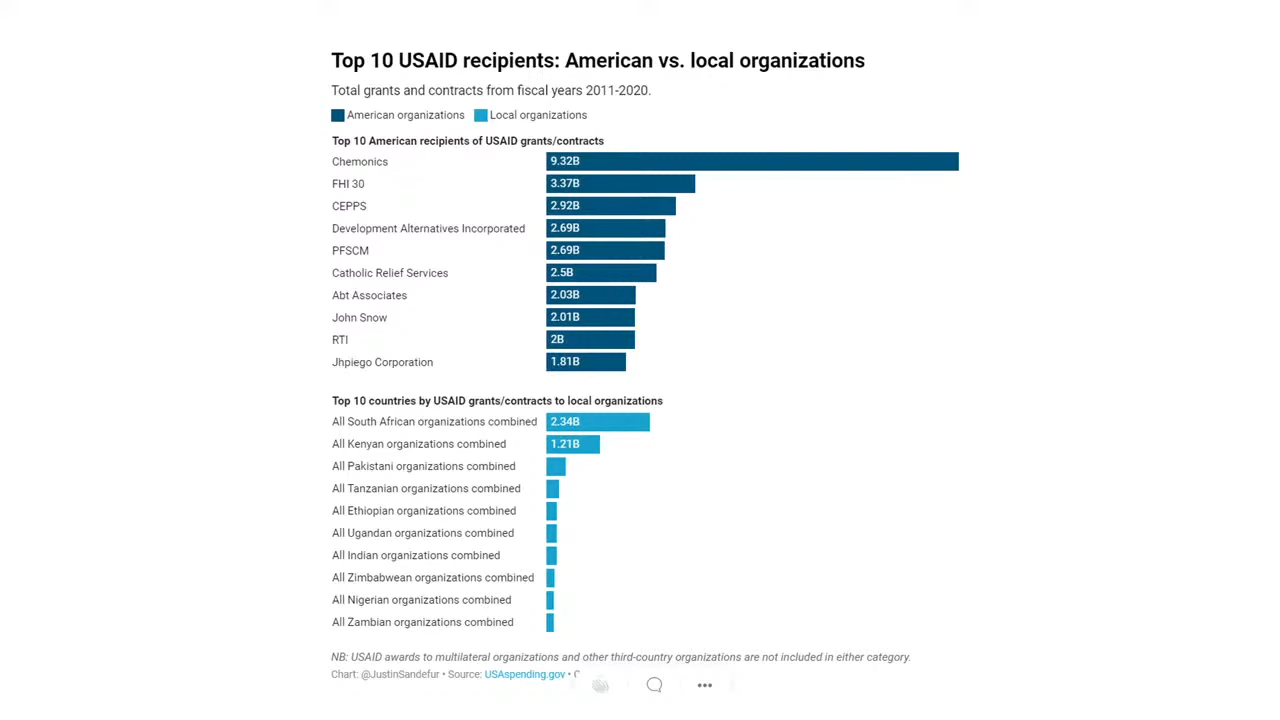 Top 10 USAID recipients: American vs. local organizations
Total grants and contracts from fiscal years 2011-2020.
American organizations Local organizations
Top 10 American recipients of USAID grants/contracts
Chemonics 9.32B
FHI 30 3.37B
CEPPS 2.92B
Development Alternatives Incorporated 2.69B
PFSCM 2.69B
Catholic Relief Services 2.5B
Abt Associates 2.03B
John Snow 2.01B
RTI 2B
Jhpiego Corporation 1.81B
Top 10 countries by USAID grants/contracts to local organizations
All South African organizations combined 2.34B
All Kenyan organizations combined 1.21B
All Pakistani organizations combined
All Tanzanian organizations combined
All Ethiopian organizations combined
All Ugandan organizations combined
All Indian organizations combined
All Zimbabwean organizations combined
All Nigerian organizations combined
All Zambian organizations combined
NB: USAID awards to multilateral organizations and other third-country organizations are not included in either category.
Chart: @JustinSandefur • Source: USAspending.gov •